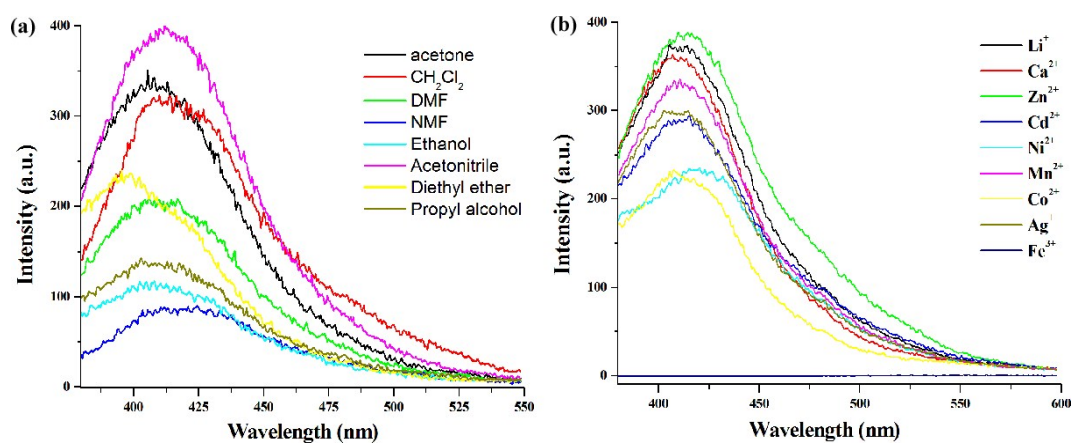 (a)
400
300
200
100
0
Intensity (a.u.)
400 425 450 475 500 525 550
Wavelength (nm)
acetone
CH₂Cl₂
DMF
NMF
Ethanol
Acetonitrile
Diethyl ether
Propyl alcohol
(b)
400
300
200
100
0
Intensity (a.u.)
400 450 500 550 600
Wavelength (nm)
Li⁺
Ca²⁺
Zn²⁺
Cd²⁺
Ni²⁺
Mn²⁺
Co²⁺
Ag⁺
Fe³⁺